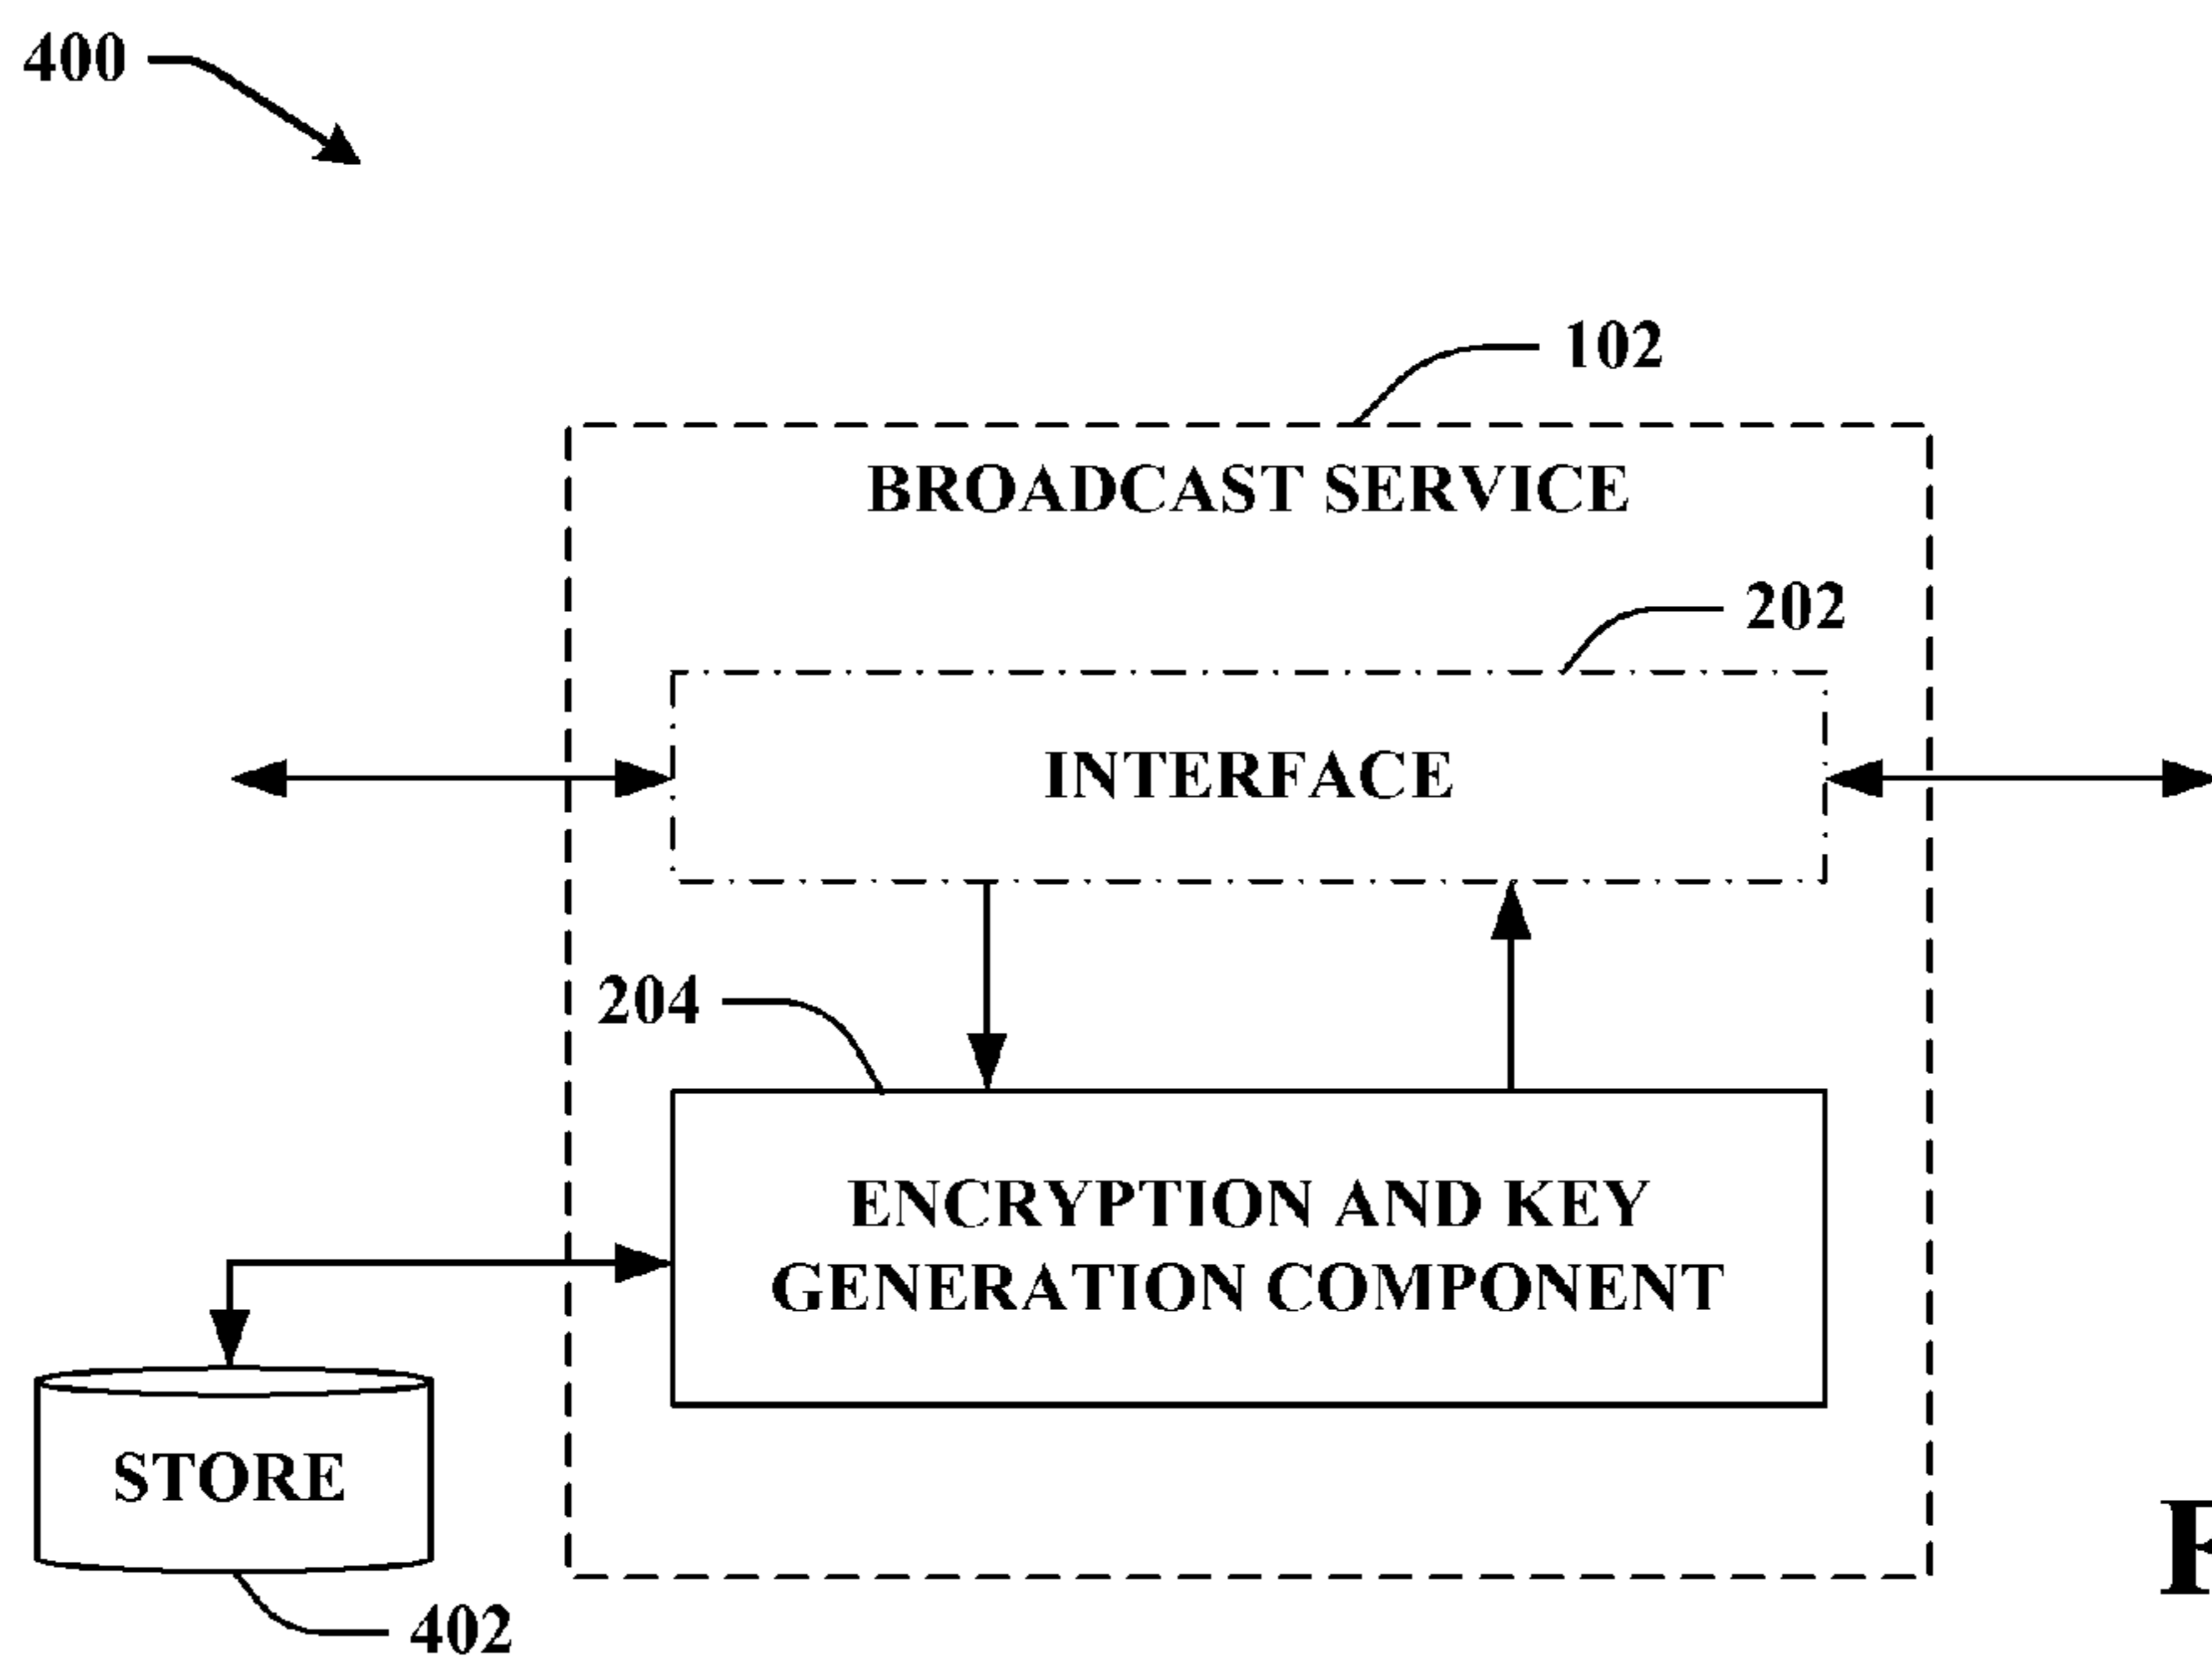 400
102
BROADCAST SERVICE
202
INTERFACE
204
ENCRYPTION AND KEY
GENERATION COMPONENT
STORE
402